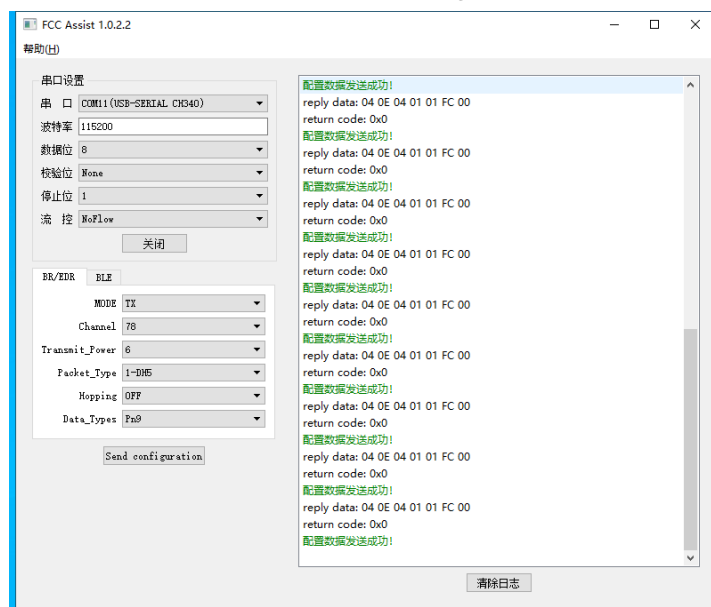 FCC Assist 1.0.2.2
帮助(H)
串口设置
串 口 COM11(USB-SERIAL CH340)
波特率 115200
数据位 8
校验位 None
停止位 1
流 控 NoFlow
关闭
BR/EDR BLE
MODE TX
Channel 78
Transmit_Power 6
Packet_Type 1-DH5
Hopping OFF
Data_Types Pn9
Send configuration
配置数据发送成功!
reply data: 04 0E 04 01 01 FC 00
return code: 0x0
配置数据发送成功!
reply data: 04 0E 04 01 01 FC 00
return code: 0x0
配置数据发送成功!
reply data: 04 0E 04 01 01 FC 00
return code: 0x0
配置数据发送成功!
reply data: 04 0E 04 01 01 FC 00
return code: 0x0
配置数据发送成功!
reply data: 04 0E 04 01 01 FC 00
return code: 0x0
配置数据发送成功!
reply data: 04 0E 04 01 01 FC 00
return code: 0x0
配置数据发送成功!
reply data: 04 0E 04 01 01 FC 00
return code: 0x0
配置数据发送成功!
reply data: 04 0E 04 01 01 FC 00
return code: 0x0
配置数据发送成功!
reply data: 04 0E 04 01 01 FC 00
return code: 0x0
配置数据发送成功!
清除日志